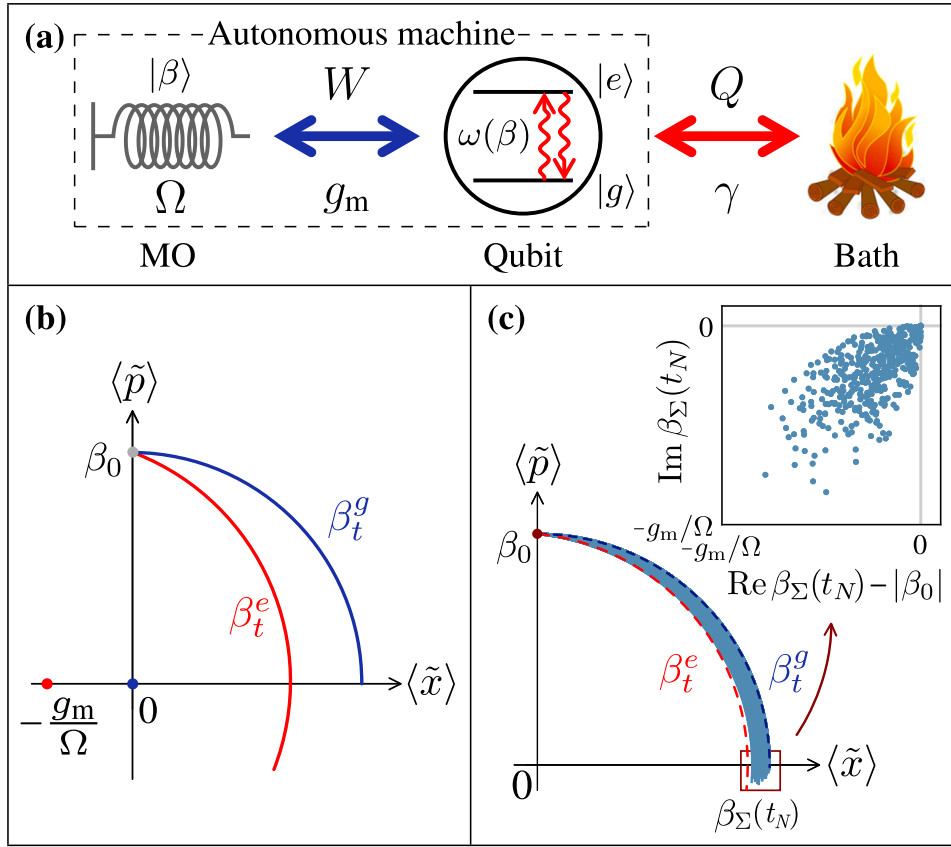 (a)
Autonomous machine
|β⟩
W
|e⟩
Q
ω(β)
Ω
g_m
|g⟩
γ
MO
Qubit
Bath
(b)
⟨p̃⟩
β_0
β_t^g
β_t^e
⟨x̃⟩
−g_m/Ω
0
(c)
0
Im β_Σ(t_N)
−g_m/Ω
−g_m/Ω
0
Re β_Σ(t_N)−|β_0|
⟨p̃⟩
β_0
β_t^e
β_t^g
0
⟨x̃⟩
β_Σ(t_N)